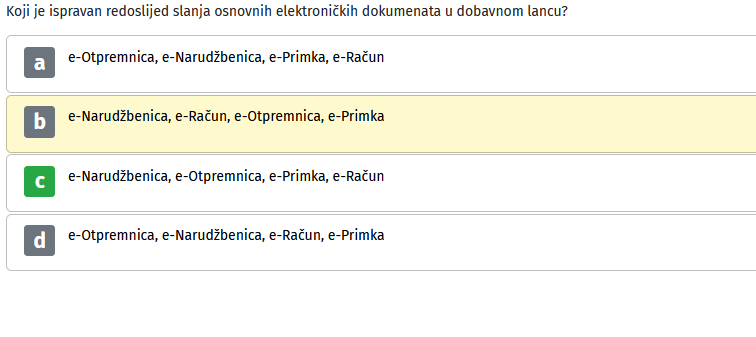 Koji je ispravan redoslijed slanja osnovnih elektroničkih dokumenata u dobavnom lancu?
a e-Otpremnica, e-Narudžbenica, e-Primka, e-Račun
b e-Narudžbenica, e-Račun, e-Otpremnica, e-Primka
c e-Narudžbenica, e-Otpremnica, e-Primka, e-Račun
d e-Otpremnica, e-Narudžbenica, e-Račun, e-Primka